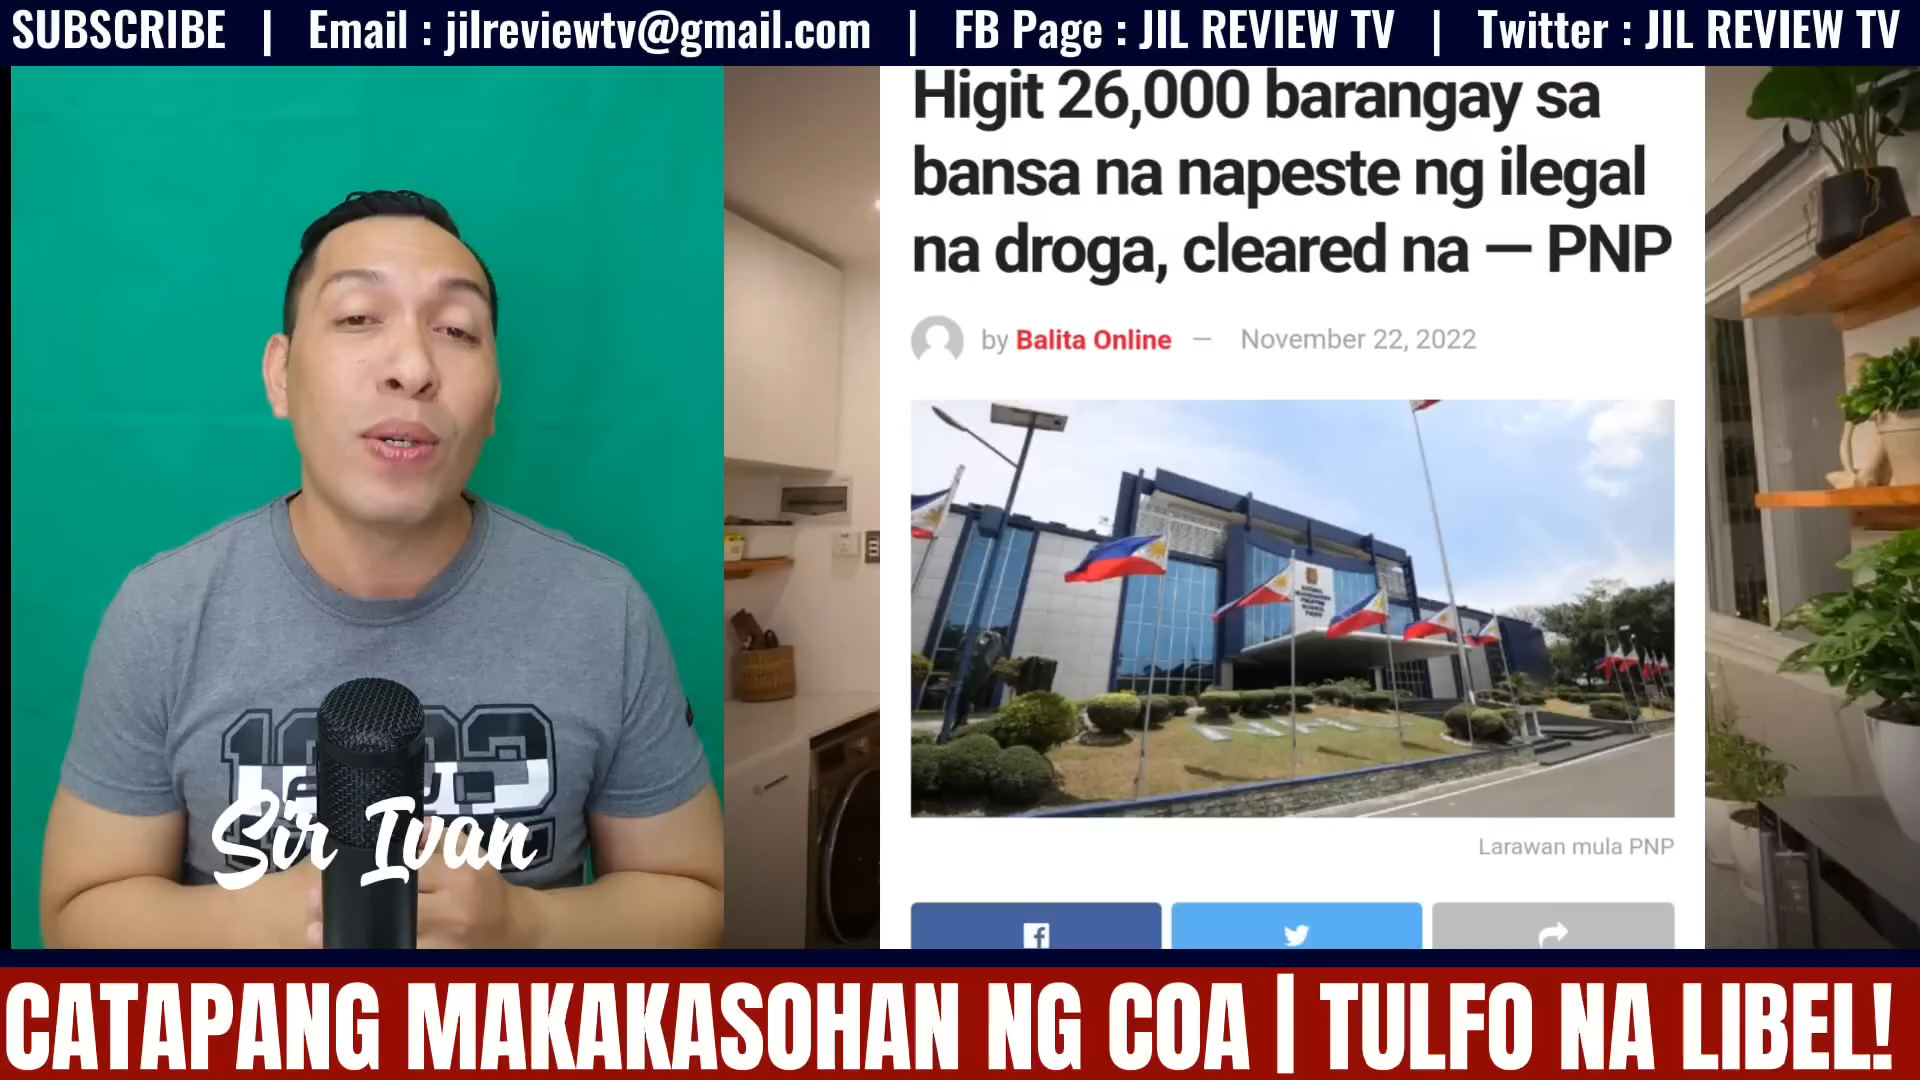 SUBSCRIBE | Email : jilreviewtv@gmail.com | FB Page : JIL REVIEW TV | Twitter : JIL REVIEW TV
Higit 26,000 barangay sa
bansa na napeste ng ilegal
na droga, cleared na — PNP
by Balita Online — November 22, 2022
Larawan mula PNP
Sir Ivan
CATAPANG MAKAKASOHAN NG COA | TULFO NA LIBEL!